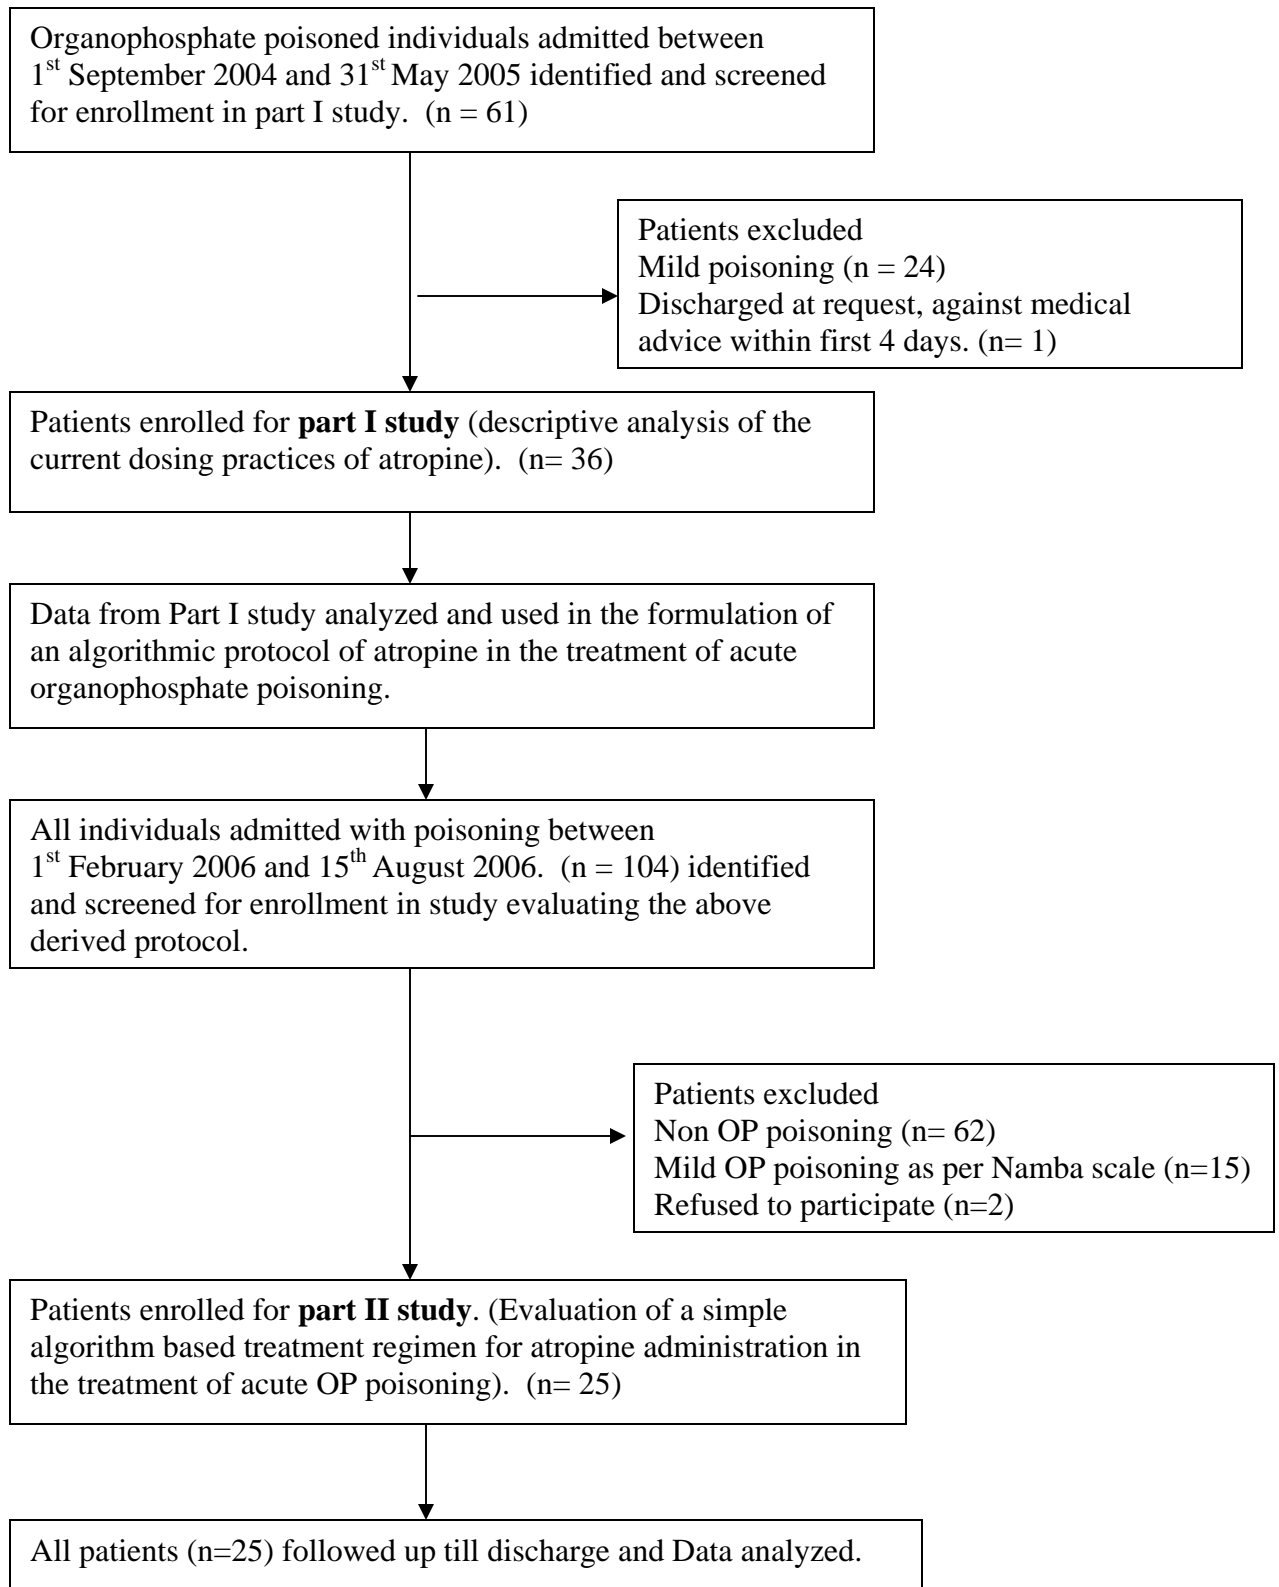 Organophosphate poisoned individuals admitted between
1st September 2004 and 31st May 2005 identified and screened
for enrollment in part I study.  (n = 61)
Patients excluded
Mild poisoning (n = 24)
Discharged at request, against medical
advice within first 4 days. (n= 1)
Patients enrolled for part I study (descriptive analysis of the
current dosing practices of atropine).  (n= 36)
Data from Part I study analyzed and used in the formulation of
an algorithmic protocol of atropine in the treatment of acute
organophosphate poisoning.
All individuals admitted with poisoning between
1st February 2006 and 15th August 2006.  (n = 104) identified
and screened for enrollment in study evaluating the above
derived protocol.
Patients excluded
Non OP poisoning (n= 62)
Mild OP poisoning as per Namba scale (n=15)
Refused to participate (n=2)
Patients enrolled for part II study. (Evaluation of a simple
algorithm based treatment regimen for atropine administration in
the treatment of acute OP poisoning).  (n= 25)
All patients (n=25) followed up till discharge and Data analyzed.